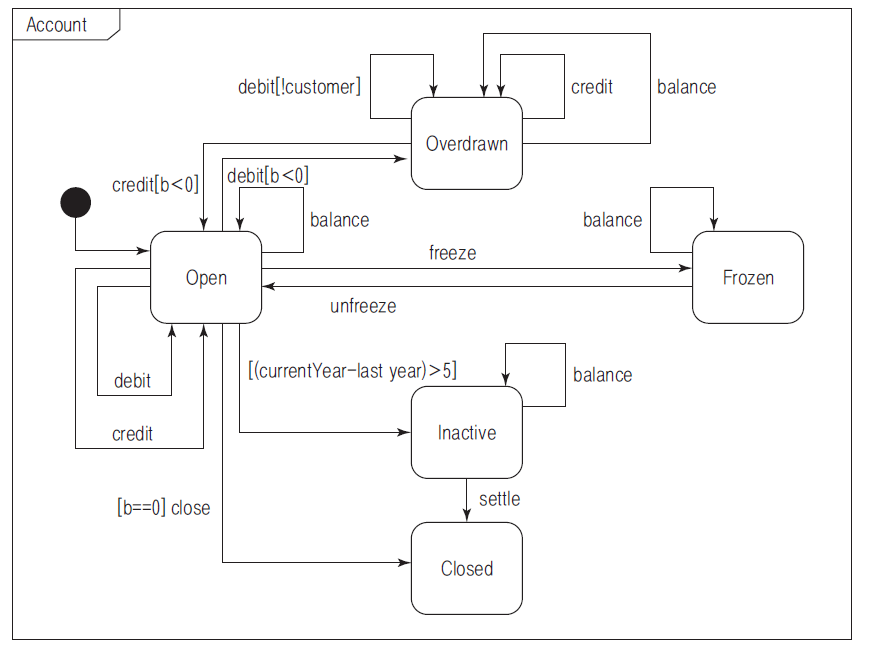 Account
debit[!customer]
credit
balance
Overdrawn
credit[b<0]
debit[b<0]
balance
balance
freeze
Open
Frozen
unfreeze
[(currentYear-last year)>5]
debit
balance
credit
Inactive
settle
[b==0] close
Closed